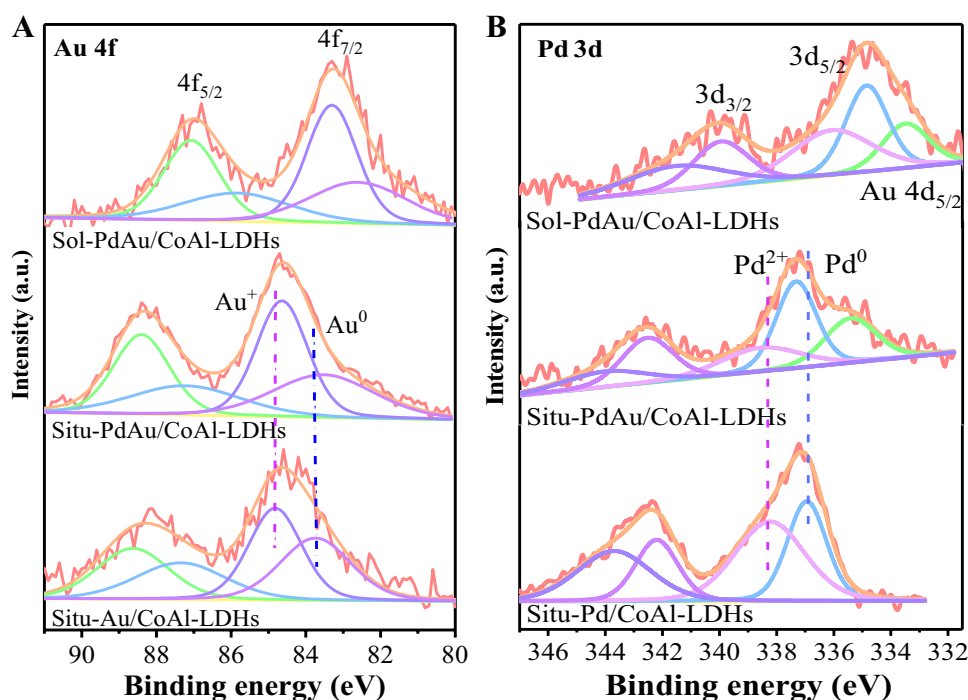 A
Au 4f
4f5/2
4f7/2
Sol-PdAu/CoAl-LDHs
Au+
Au0
Situ-PdAu/CoAl-LDHs
Situ-Au/CoAl-LDHs
90 88 86 84 82 80
Binding energy (eV)
Intensity (a.u.)
B
Pd 3d
3d3/2
3d5/2
Au 4d5/2
Sol-PdAu/CoAl-LDHs
Pd2+
Pd0
Situ-PdAu/CoAl-LDHs
Situ-Pd/CoAl-LDHs
346 344 342 340 338 336 334 332
Binding energy (eV)
Intensity (a.u.)